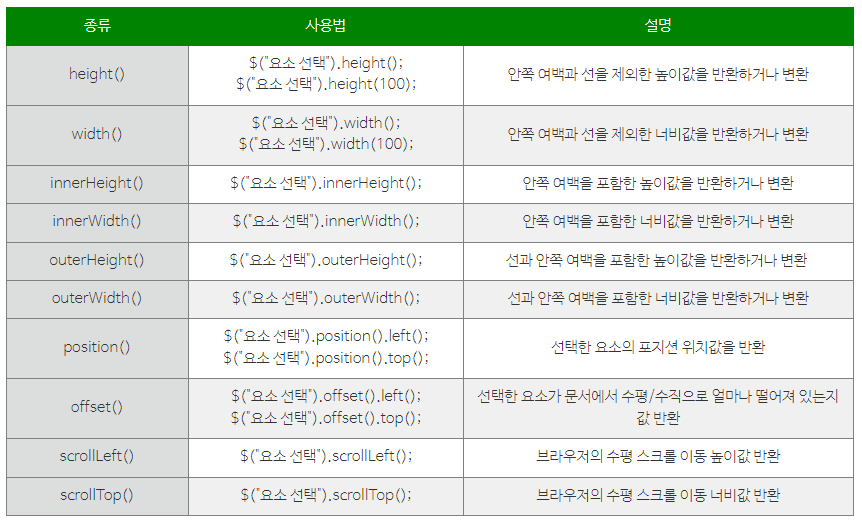 종류 사용법 설명
height() $("요소 선택").height(); 안쪽 여백과 선을 제외한 높이값을 반환하거나 변환
$("요소 선택").height(100);
width() $("요소 선택").width(); 안쪽 여백과 선을 제외한 너비값을 반환하거나 변환
$("요소 선택").width(100);
innerHeight() $("요소 선택").innerHeight(); 안쪽 여백을 포함한 높이값을 반환하거나 변환
innerWidth() $("요소 선택").innerWidth(); 안쪽 여백을 포함한 너비값을 반환하거나 변환
outerHeight() $("요소 선택").outerHeight(); 선과 안쪽 여백을 포함한 높이값을 반환하거나 변환
outerWidth() $("요소 선택").outerWidth(); 선과 안쪽 여백을 포함한 너비값을 반환하거나 변환
position() $("요소 선택").position().left(); 선택한 요소의 포지션 위치값을 반환
$("요소 선택").position().top();
offset() $("요소 선택").offset().left(); 선택한 요소가 문서에서 수평/수직으로 얼마나 떨어져 있는지
$("요소 선택").offset().top(); 값 반환
scrollLeft() $("요소 선택").scrollLeft(); 브라우저의 수평 스크롤 이동 높이값 반환
scrollTop() $("요소 선택").scrollTop(); 브라우저의 수평 스크롤 이동 너비값 반환